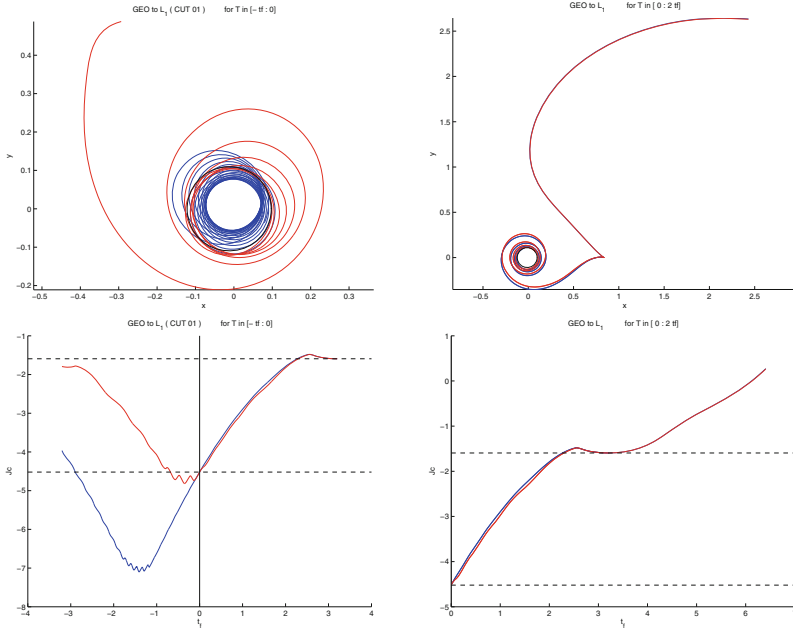 GEO to L1 ( CUT 01 ) for T in [− tf : 0]
0.4
0.3
0.2
0.1
0
−0.1
−0.2
y
−0.5 −0.4 −0.3 −0.2 −0.1 0 0.1 0.2 0.3
x
GEO to L1 for T in [ 0 : 2 tf]
2.5
2
1.5
1
0.5
0
y
−0.5 0 0.5 1 1.5 2 2.5
x
GEO to L1 ( CUT 01 ) for T in [− tf : 0]
−1
−2
−3
−4
−5
−6
−7
−8
Jc
−4 −3 −2 −1 0 1 2 3 4
tf
GEO to L1 for T in [ 0 : 2 tf]
1
0
−1
−2
−3
−4
−5
Jc
0 1 2 3 4 5 6
tf